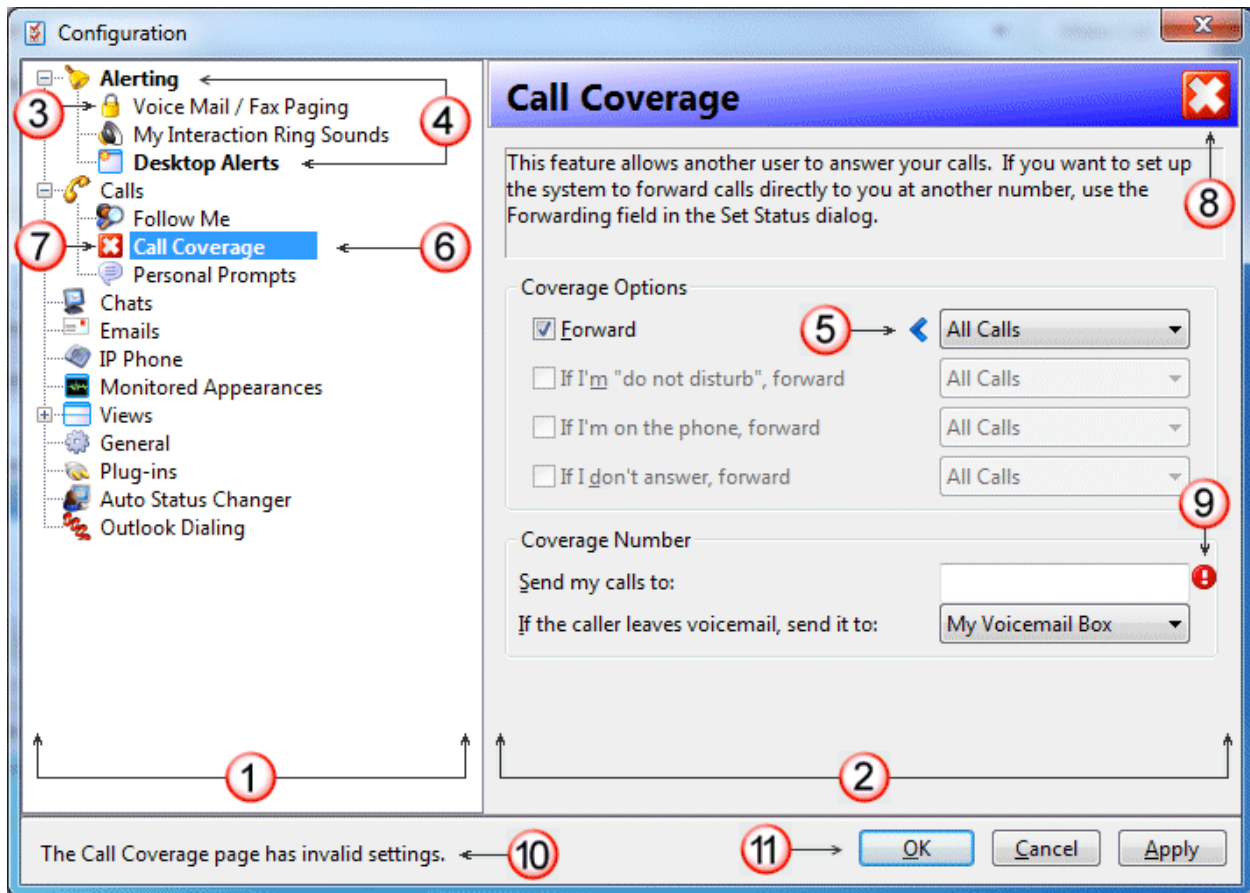 Configuration
Alerting
3
Voice Mail / Fax Paging
4
My Interaction Ring Sounds
Desktop Alerts
Calls
Follow Me
7
Call Coverage
6
Personal Prompts
Chats
Emails
IP Phone
Monitored Appearances
Views
General
Plug-ins
Auto Status Changer
Outlook Dialing
1
Call Coverage
8
This feature allows another user to answer your calls. If you want to set up
the system to forward calls directly to you at another number, use the
Forwarding field in the Set Status dialog.
Coverage Options
Forward
5
All Calls
If I'm "do not disturb", forward
All Calls
If I'm on the phone, forward
All Calls
If I don't answer, forward
All Calls
9
Coverage Number
Send my calls to:
If the caller leaves voicemail, send it to:
My Voicemail Box
2
The Call Coverage page has invalid settings.
10
11
OK
Cancel
Apply